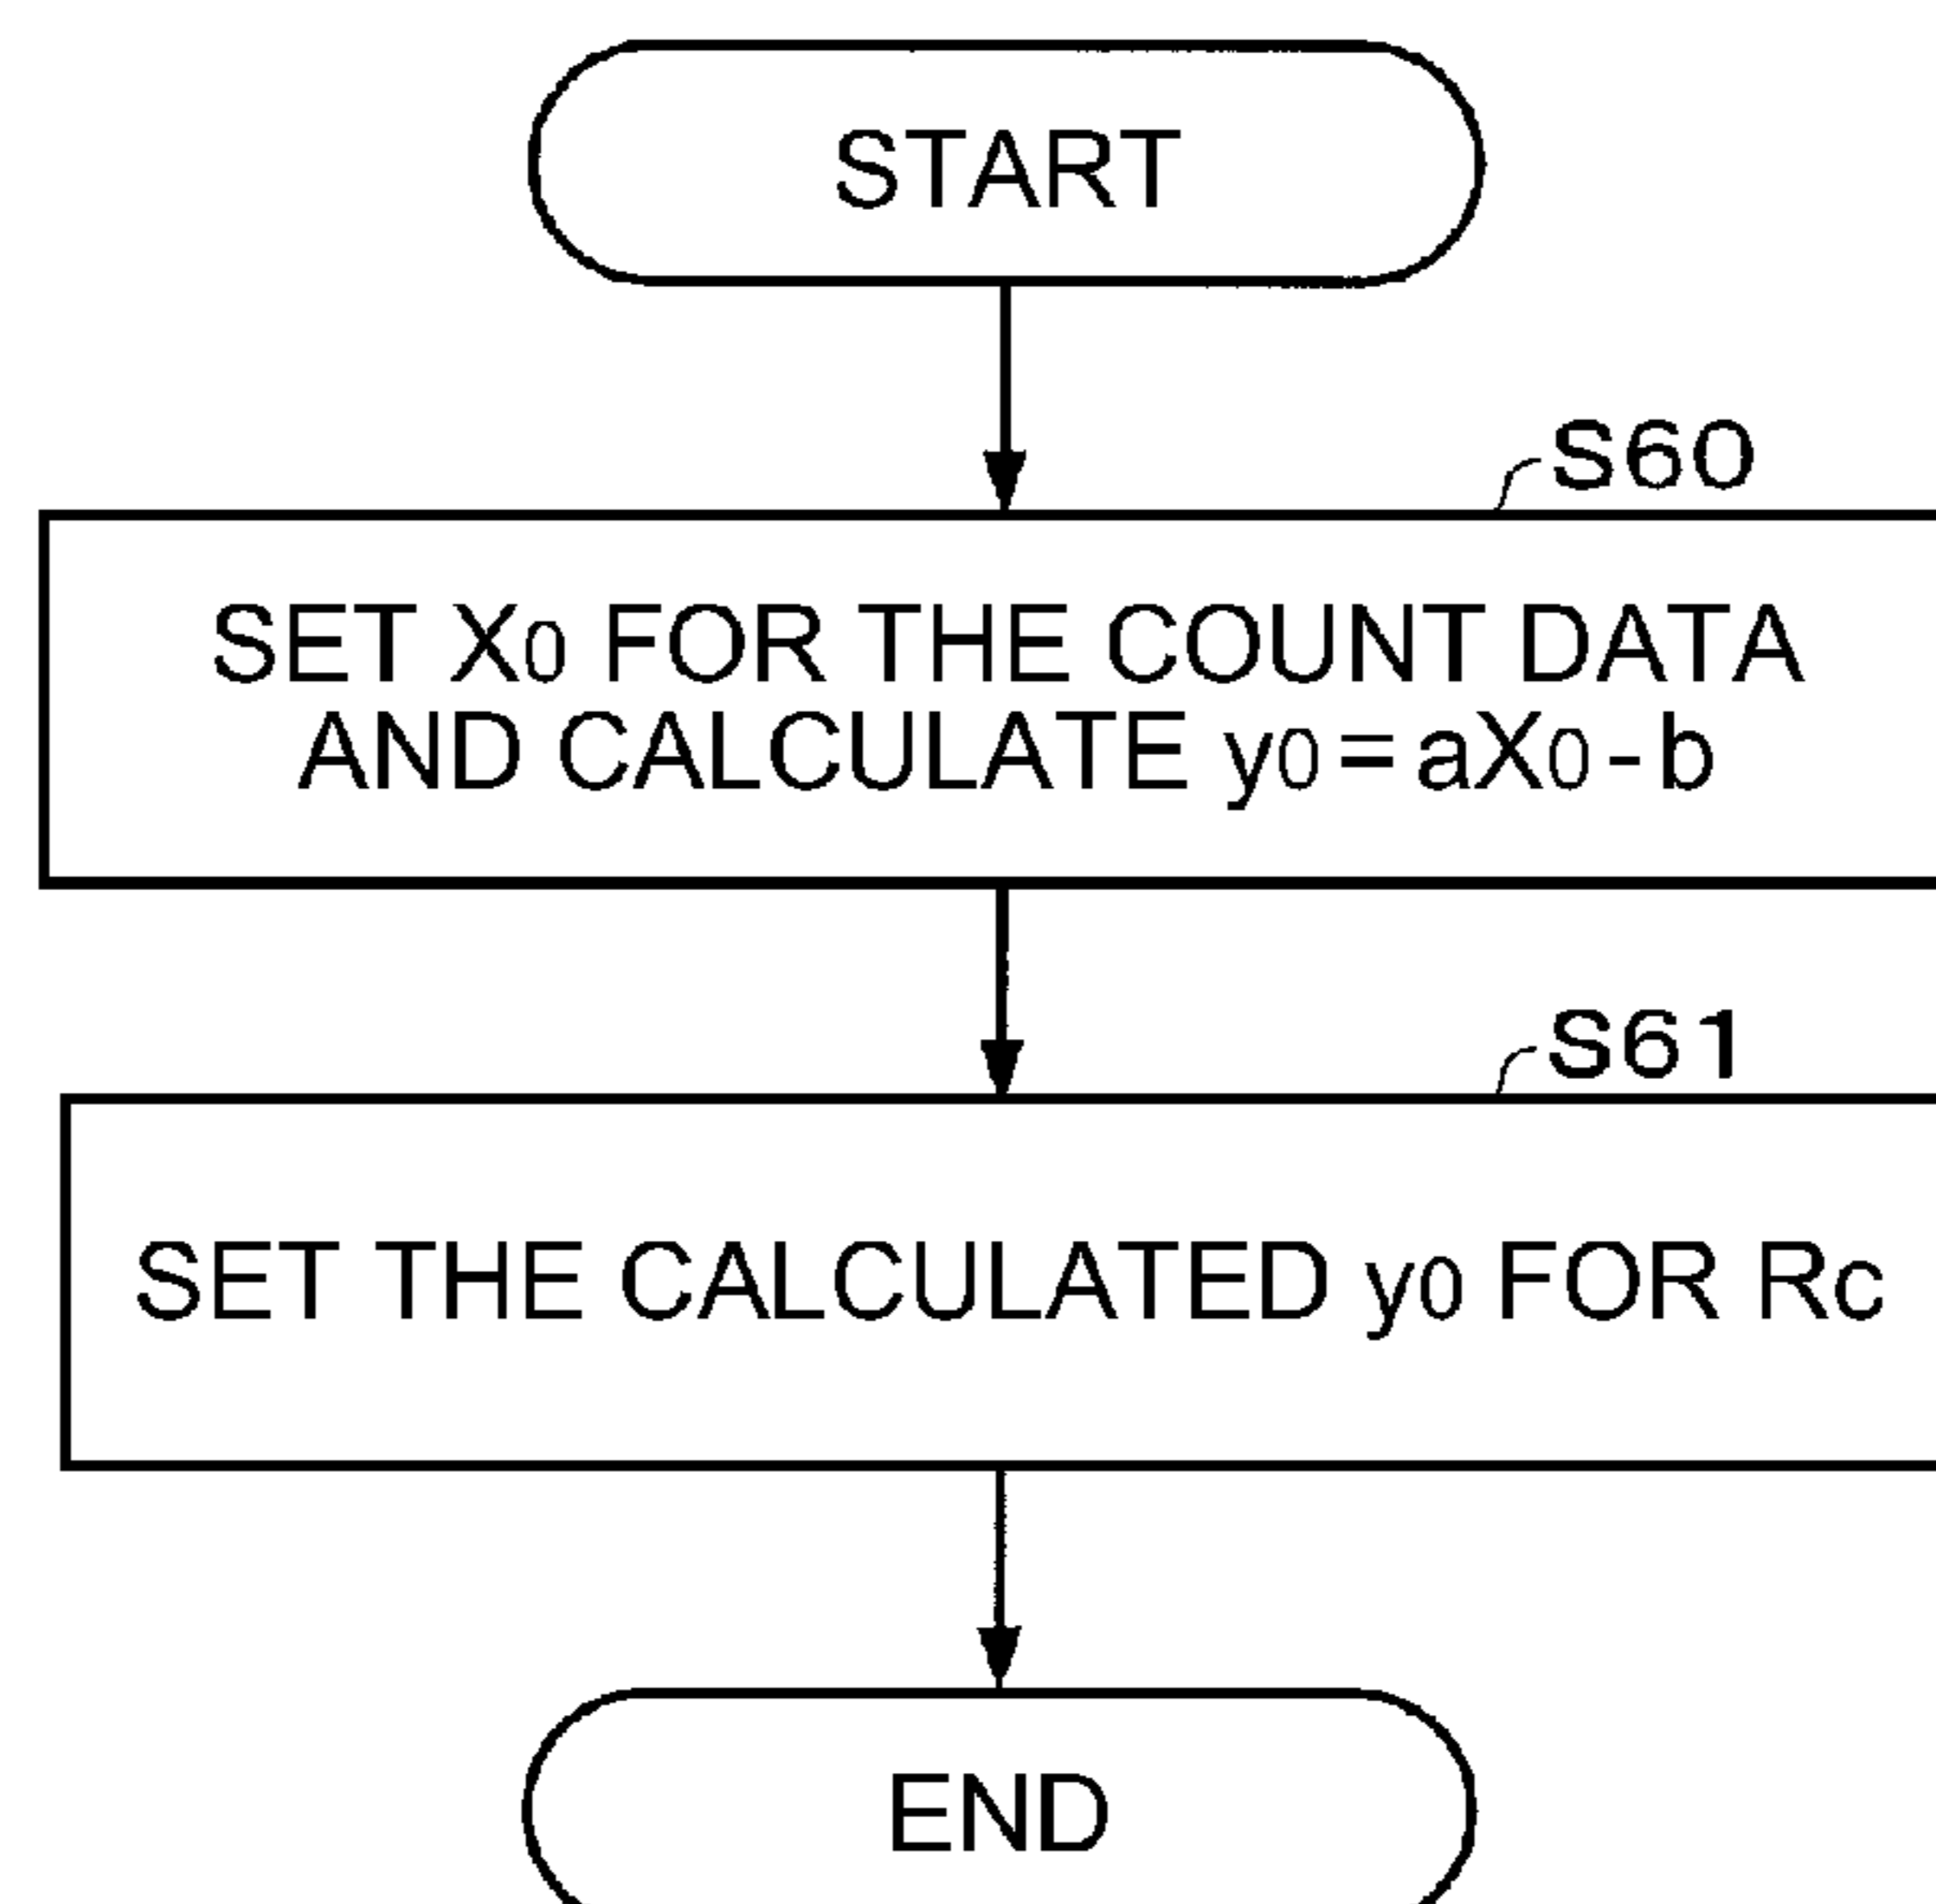 START
S60
SET X0 FOR THE COUNT DATA
AND CALCULATE y0 = aX0 - b
S61
SET THE CALCULATED y0 FOR Rc
END